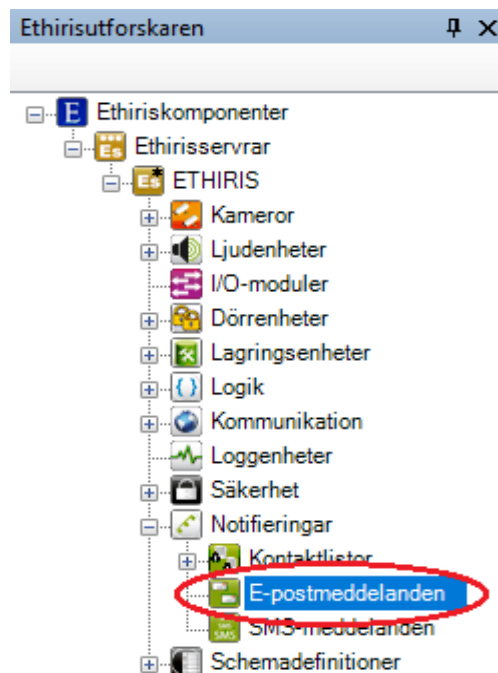 Ethirisutforskaren
Ethiriskomponenter
Ethirisservrar
ETHIRIS
Kameror
Ljudenheter
I/O-moduler
Dörrenheter
Lagringsenheter
Logik
Kommunikation
Loggenheter
Säkerhet
Notifieringar
Kontaktlistor
E-postmeddelanden
SMS-meddelanden
Schemadefinitioner